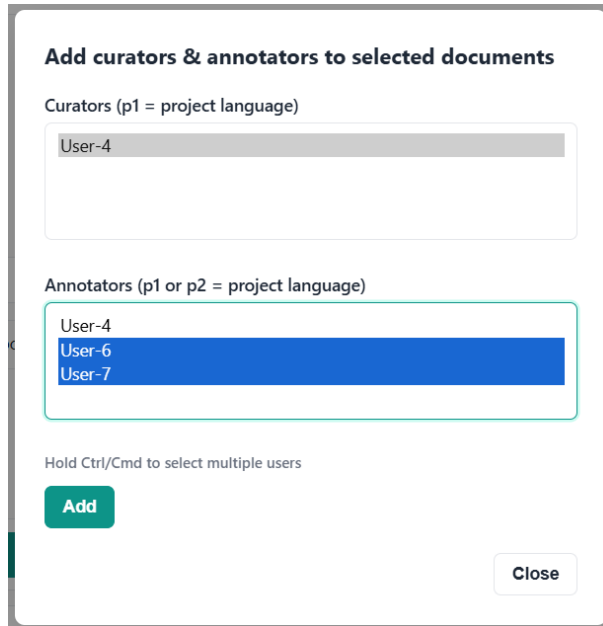 Add curators & annotators to selected documents
Curators (p1 = project language)
User-4
Annotators (p1 or p2 = project language)
User-4
User-6
User-7
Hold Ctrl/Cmd to select multiple users
Add
Close